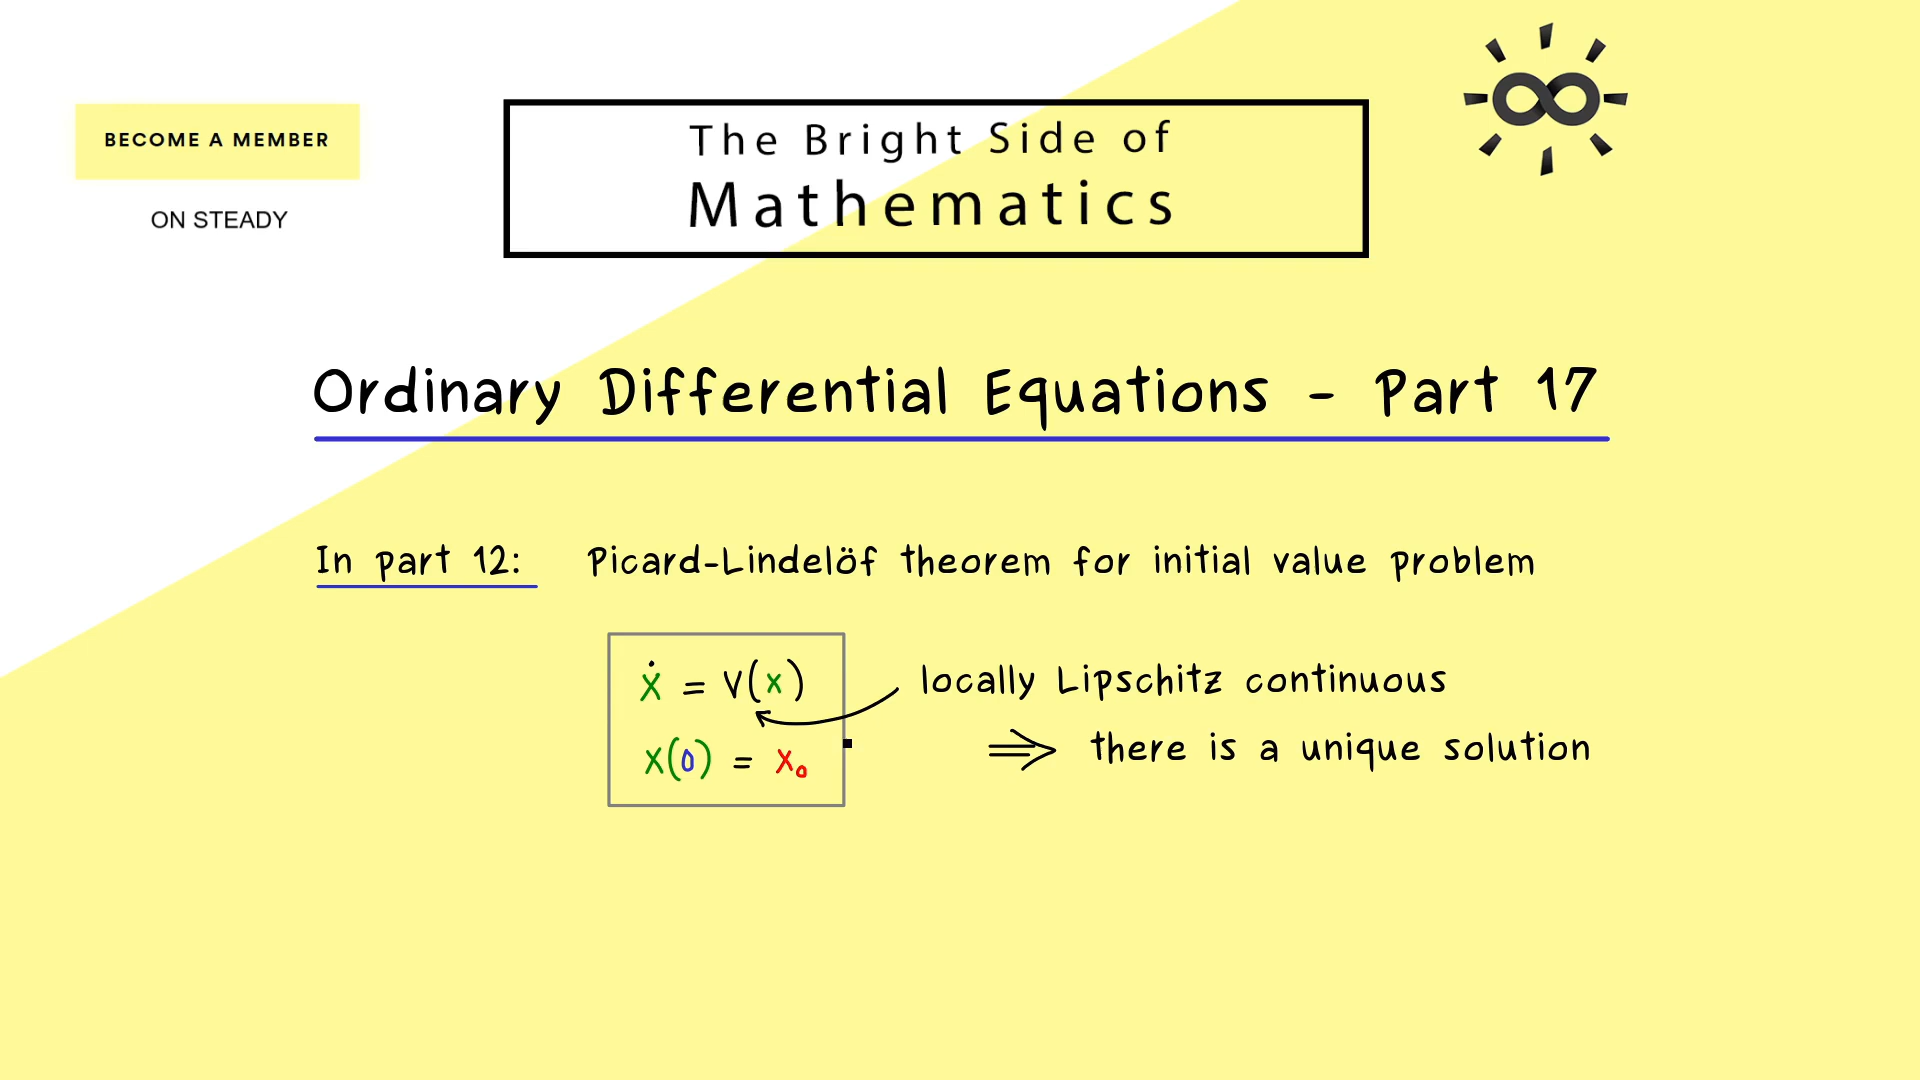 BECOME A MEMBER
ON STEADY
The Bright Side of
Mathematics
Ordinary Differential Equations - Part 17
In part 12: Picard-Lindelöf theorem for initial value problem
ẋ = v(x)
locally Lipschitz continuous
x(0) = x₀
⟹ there is a unique solution